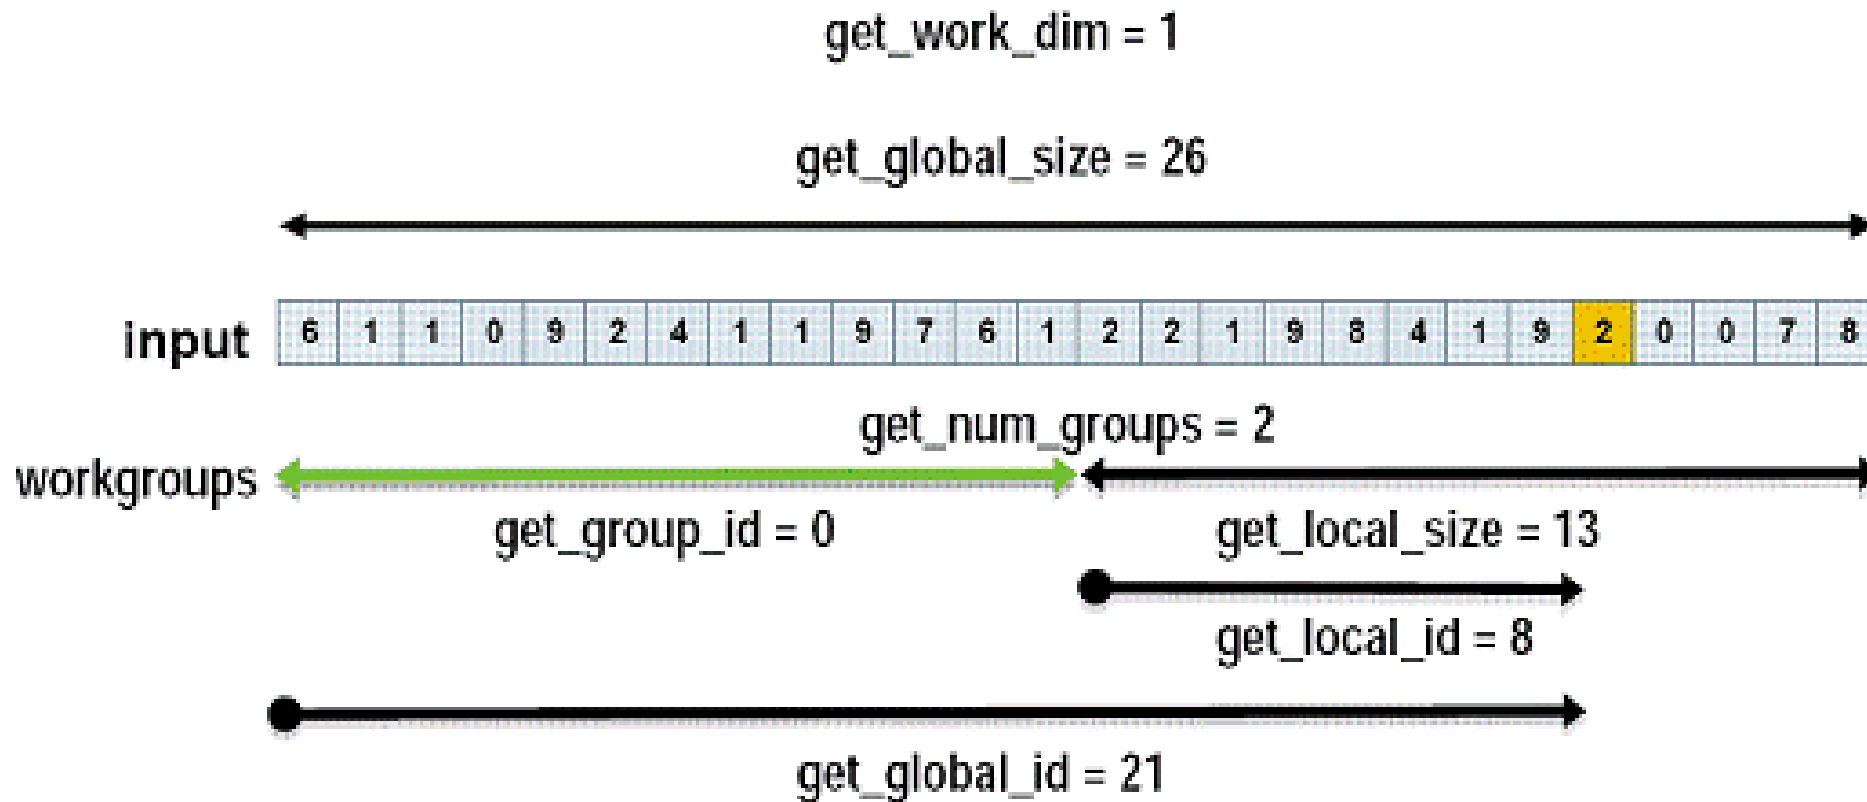 get_work_dim = 1
get_global_size = 26
input 6 1 1 0 9 2 4 1 1 9 7 6 1 2 2 1 9 8 4 1 9 2 0 0 7 8
get_num_groups = 2
workgroups
get_group_id = 0 get_local_size = 13
get_local_id = 8
get_global_id = 21